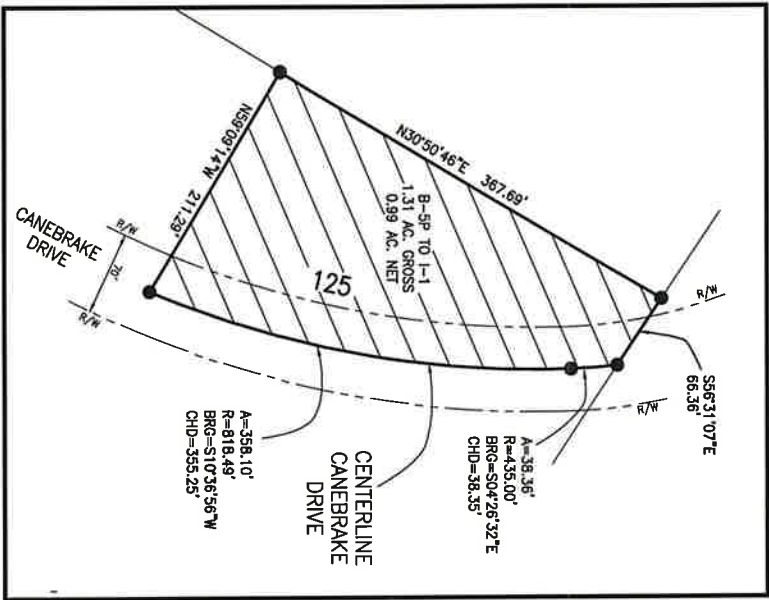 N30°50'46"E 367.69'
B-5P TO I-1
1.31 AC. GROSS
0.99 AC. NET
125
N59°09'14"W 211.29'
CANEBRAKE
DRIVE
R/W
70'
R/W
R/W
R/W
S56°31'07"E
66.36'
A=38.36'
R=435.00'
BRG=S04°26'32"E
CHD=38.35'
CENTERLINE
CANEBRAKE
DRIVE
A=358.10'
R=818.49'
BRG=S10°36'56"W
CHD=355.25'